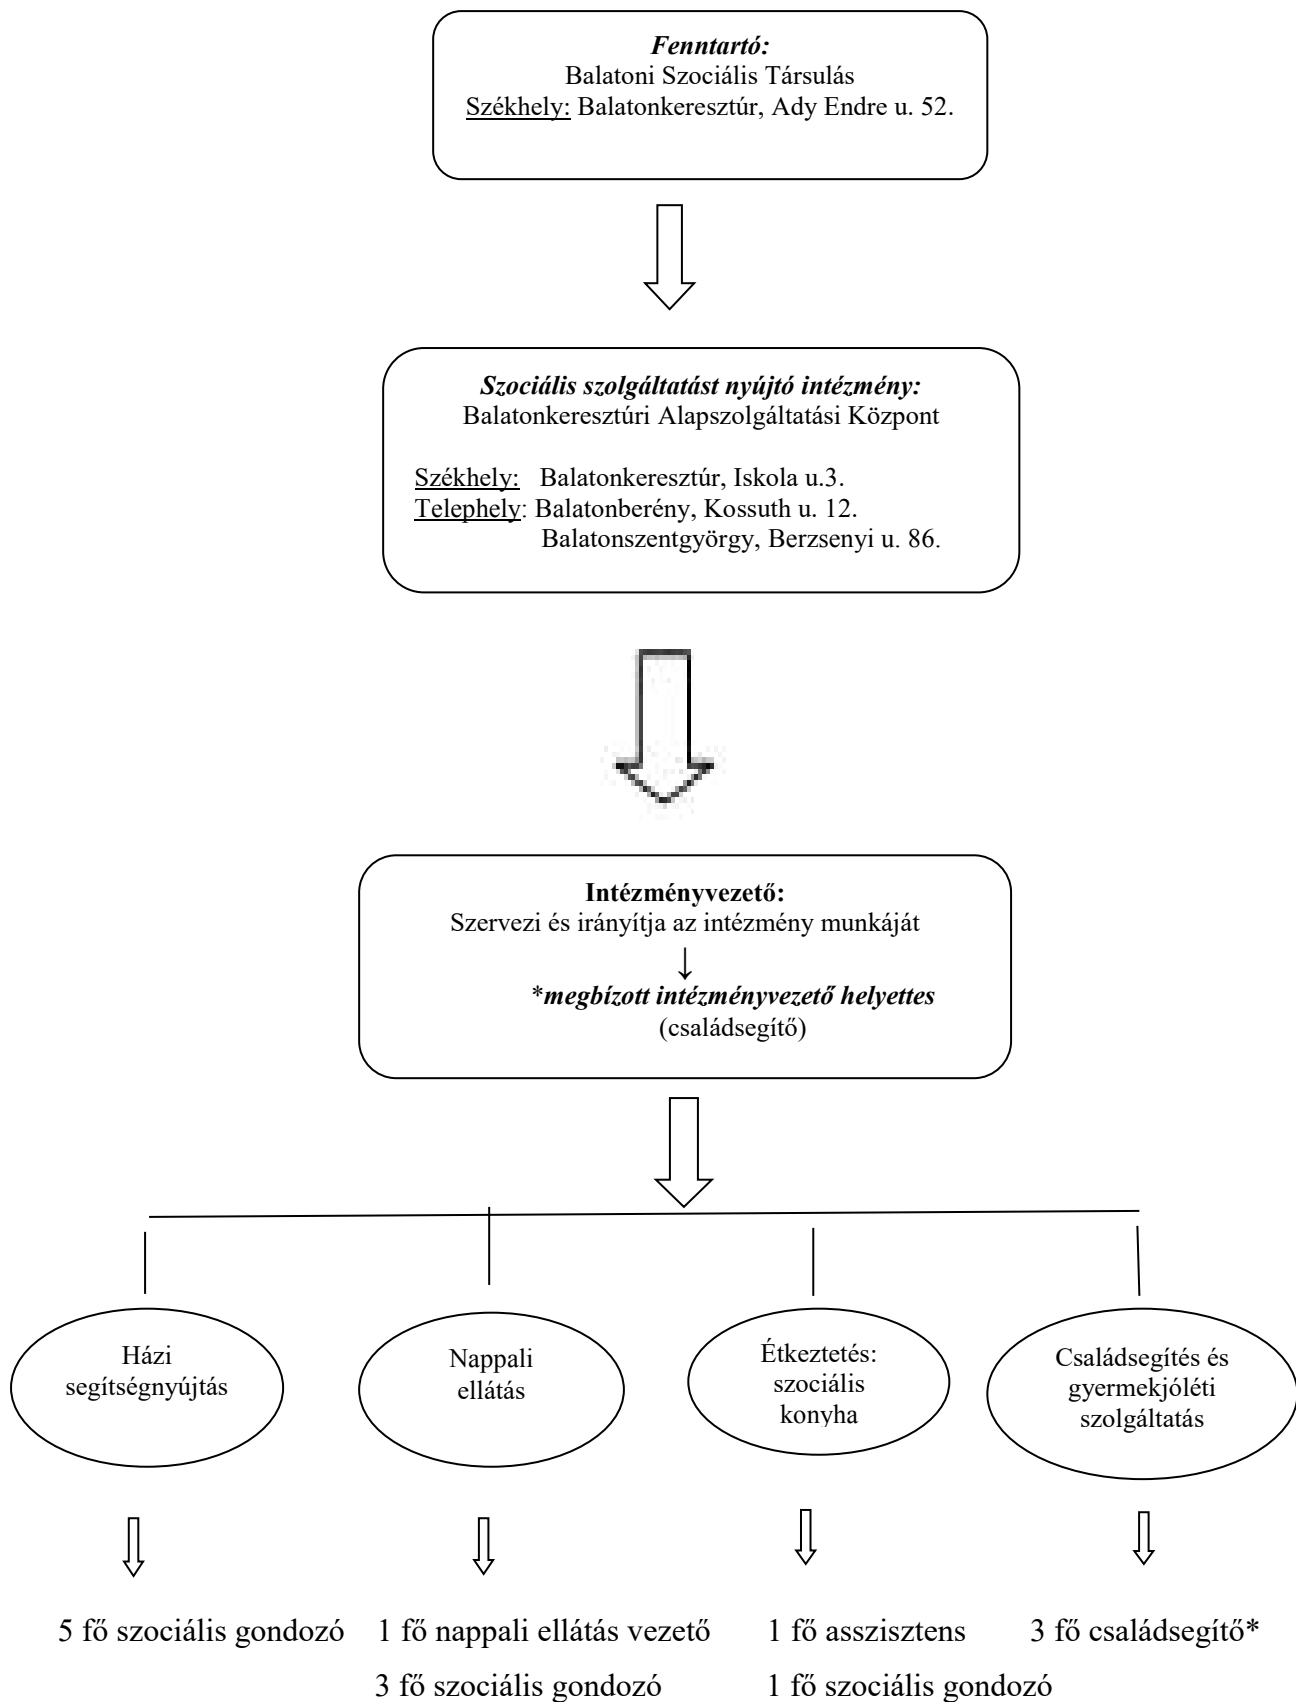 Fenntartó:
Balatoni Szociális Társulás
Székhely: Balatonkeresztúr, Ady Endre u. 52.
Szociális szolgáltatást nyújtó intézmény:
Balatonkeresztúri Alapszolgáltatási Központ
Székhely: Balatonkeresztúr, Iskola u.3.
Telephely: Balatonberény, Kossuth u. 12.
Balatonszentgyörgy, Berzsenyi u. 86.
Intézményvezető:
Szervezi és irányítja az intézmény munkáját
↓
*megbízott intézményvezető helyettes
(családsegítő)
Házi
segítségnyújtás
Nappali
ellátás
Étkeztetés:
szociális
konyha
Családsegítés és
gyermekjóléti
szolgáltatás
5 fő szociális gondozó
1 fő nappali ellátás vezető
3 fő szociális gondozó
1 fő asszisztens
1 fő szociális gondozó
3 fő családsegítő*